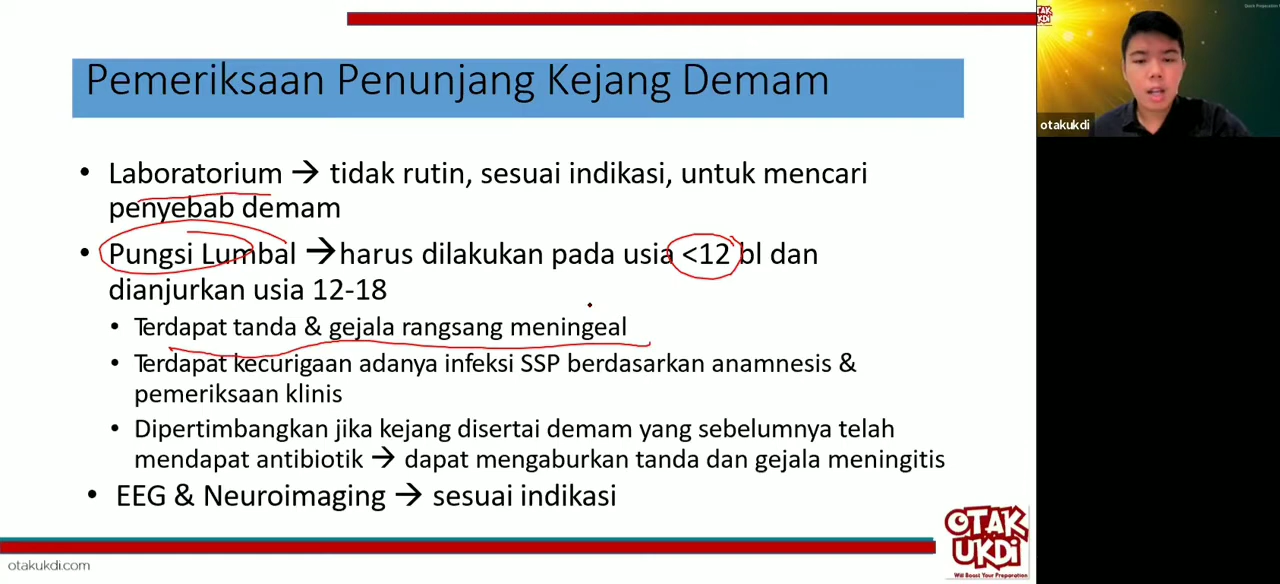 OTAK
UKDI
Pemeriksaan Penunjang Kejang Demam
otakukdi
• Laboratorium → tidak rutin, sesuai indikasi, untuk mencari
penyebab demam
• Pungsi Lumbal →harus dilakukan pada usia <12 bl dan
dianjurkan usia 12-18
• Terdapat tanda & gejala rangsang meningeal
• Terdapat kecurigaan adanya infeksi SSP berdasarkan anamnesis &
pemeriksaan klinis
• Dipertimbangkan jika kejang disertai demam yang sebelumnya telah
mendapat antibiotik → dapat mengaburkan tanda dan gejala meningitis
• EEG & Neuroimaging → sesuai indikasi
OTAK
UKDi
Will Boost Your Preparation
otakukdi.com